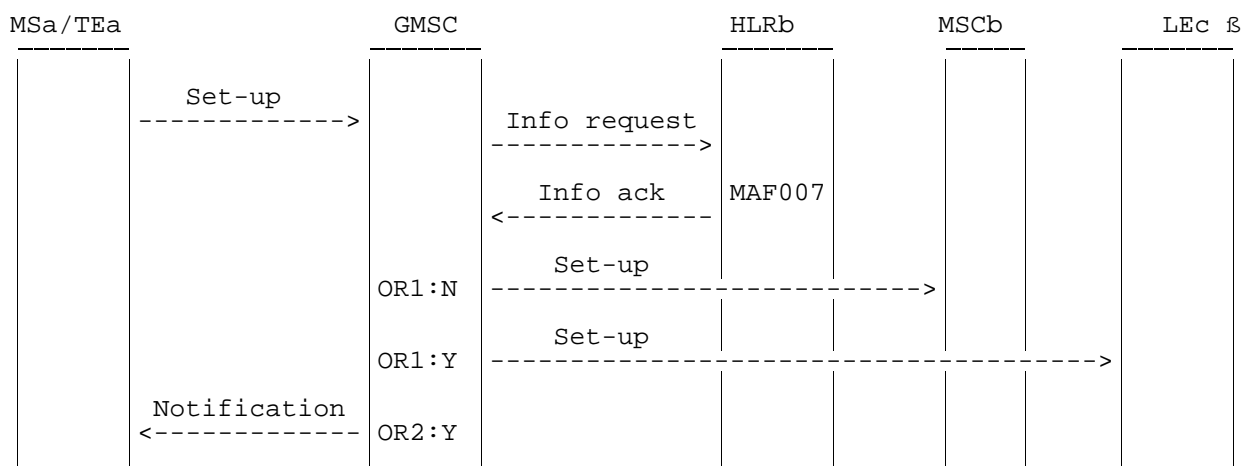 MSa/TEa GMSC HLRb MSCb LEc ß
Set-up
Info request
Info ack MAF007
Set-up
OR1:N
Set-up
OR1:Y
Notification
OR2:Y